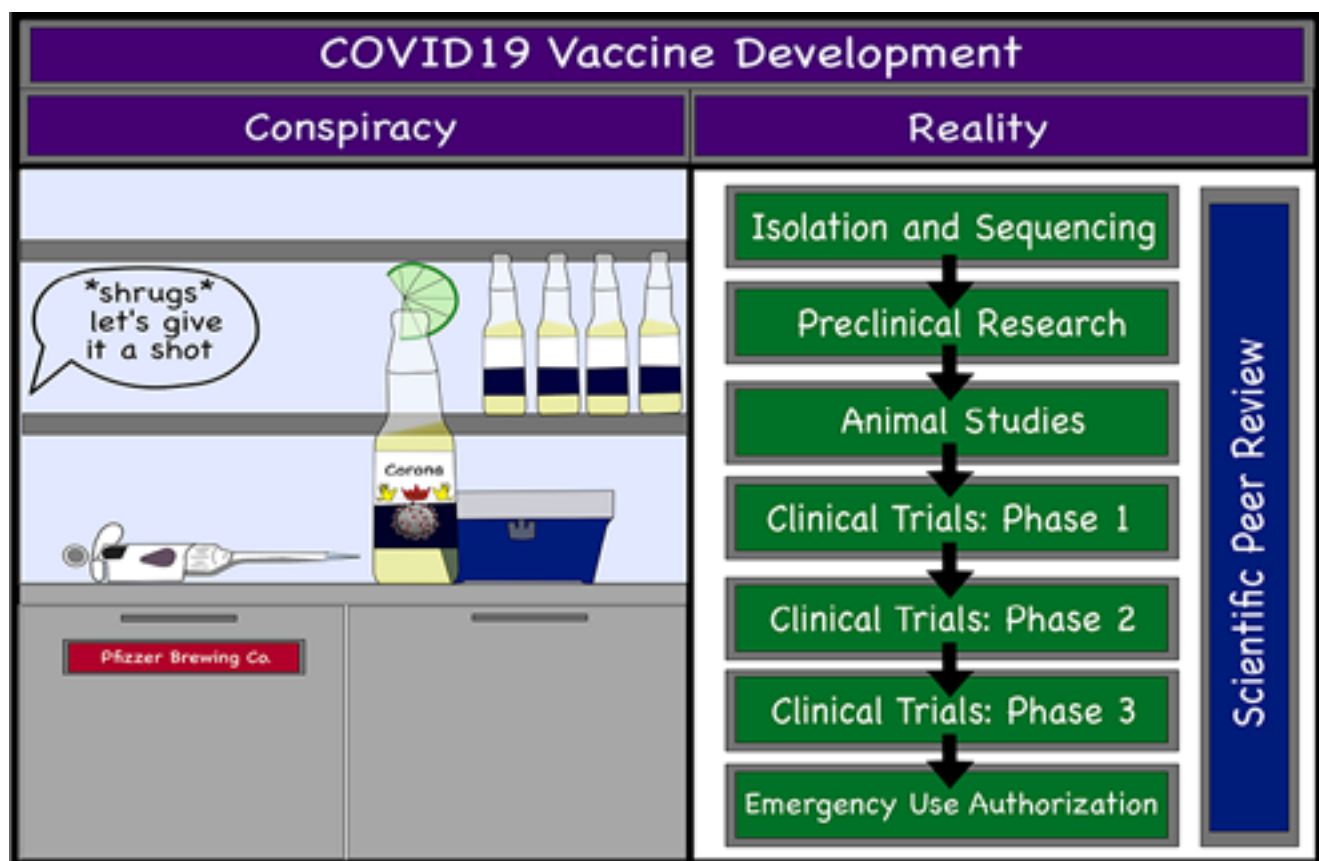 COVID19 Vaccine Development
Conspiracy
Reality
*shrugs*
let's give
it a shot
Corona
Pfizzer Brewing Co.
Isolation and Sequencing
Preclinical Research
Animal Studies
Clinical Trials: Phase 1
Clinical Trials: Phase 2
Clinical Trials: Phase 3
Emergency Use Authorization
Scientific Peer Review